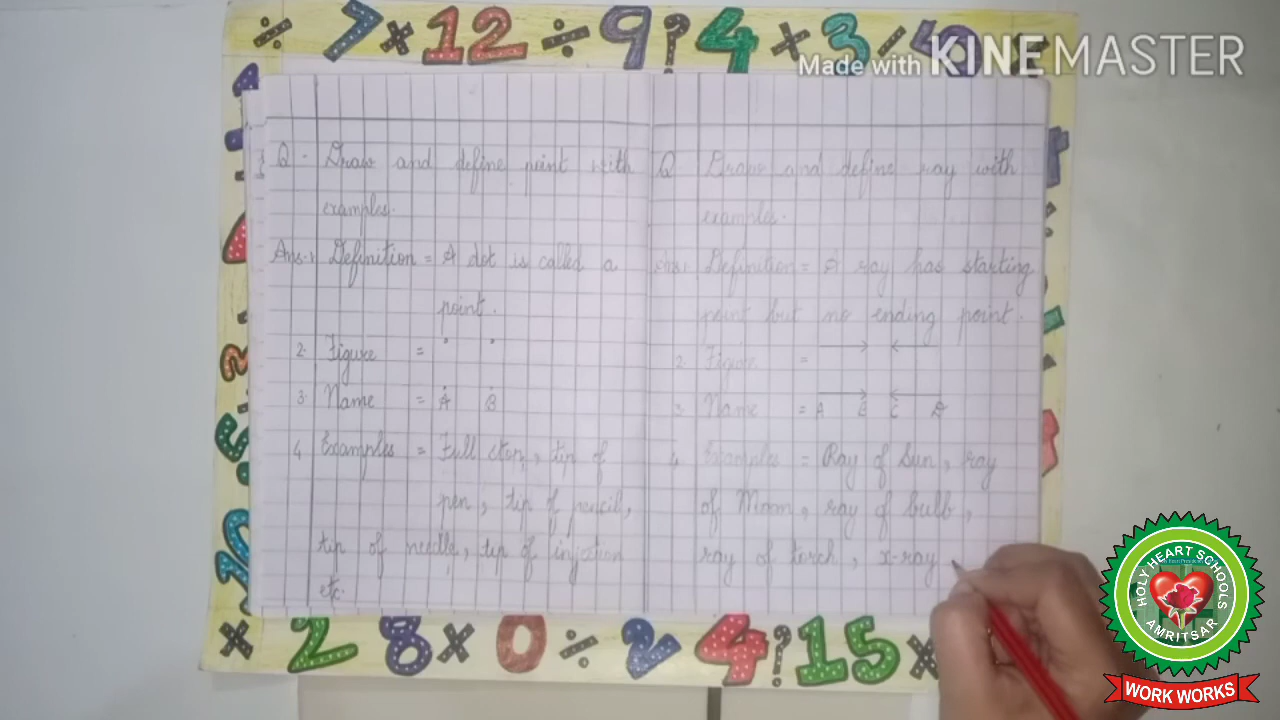 ÷ 7 × 12 ÷ 9 ? 4 × 3
Made with KINEMASTER
Q. Draw and define point with
examples.
Ans.1 Definition = A dot is called a
point.
2. Figure =
3. Name = A B
4 Examples = Full stop, tip of
pen, tip of pencil,
tip of needle, tip of injction
etc.
Q Draw and define ray with
examples.
Ans1 Definition = A ray has starting
point but no ending point.
2. Figure =
3. Name = A B C D
4. Examples = Ray of Sun, ray
of Moon, ray of bulb,
ray of torch, x-ray
× 2 8 × 0 ÷ 2 4 ? 15 ×
HOLY HEART SCHOOLS
AMRITSAR
WORK WORKS